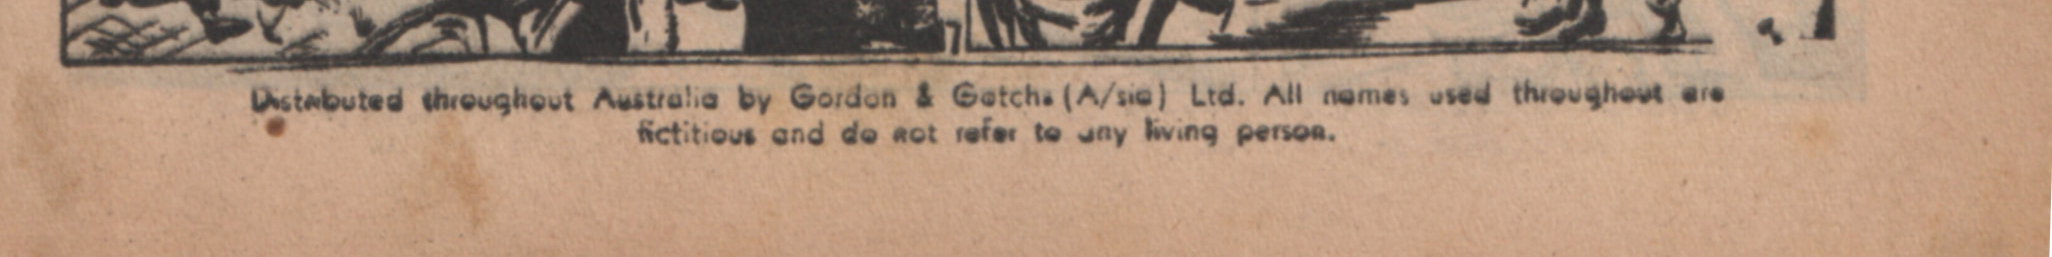 Distributed throughout Australia by Gordon & Gotch. (A/sia) Ltd. All names used throughout are
fictitious and do not refer to any living person.